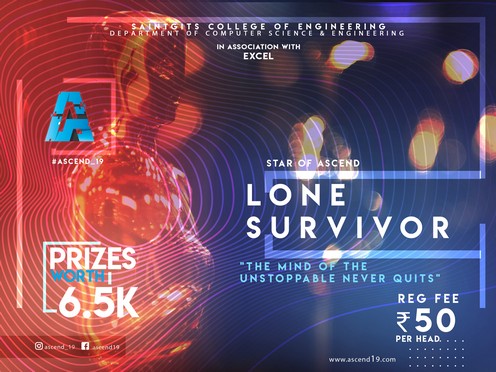 SAINTGITS COLLEGE OF ENGINEERING
DEPARTMENT OF COMPUTER SCIENCE & ENGINEERING
IN ASSOCIATION WITH
EXCEL
#ASCEND_19
STAR OF ASCEND
LONE
SURVIVOR
"THE MIND OF THE
UNSTOPPABLE NEVER QUITS"
PRIZES
WORTH
6.5K
REG FEE
₹50
PER HEAD
ascend_19 ascend19
www.ascend19.com